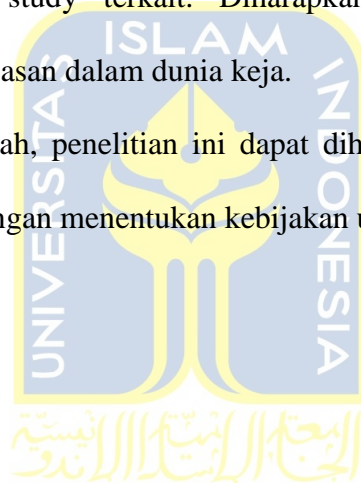 study terkait. Diharapkan
ISLAM
asan dalam dunia keja.
UNIVERSITAS
INDONESIA
ah, penelitian ini dapat dih
ngan menentukan kebijakan u